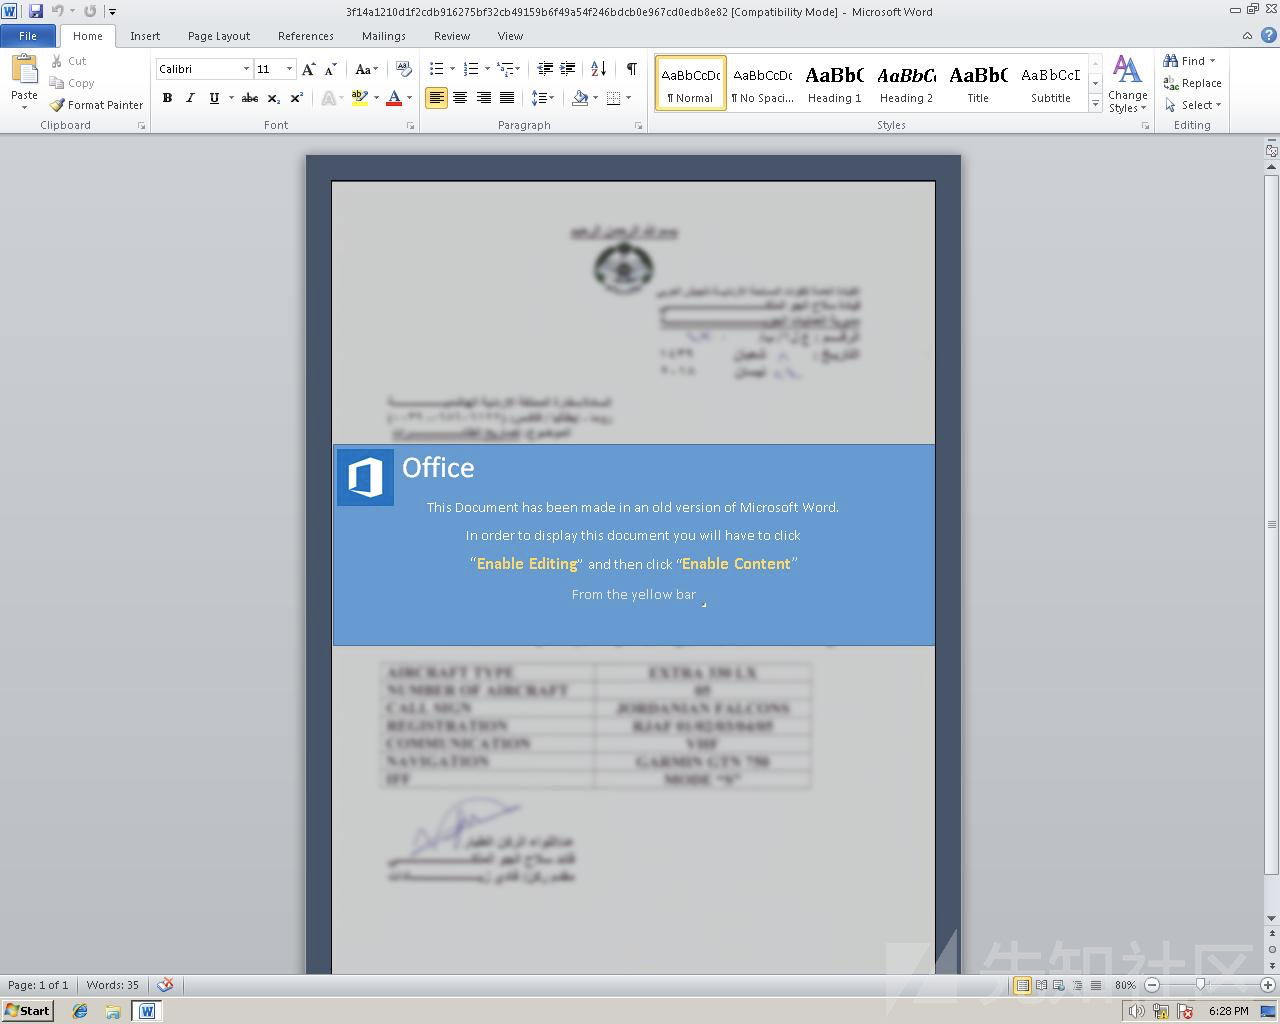 3f14a1210d1f2cdb916275bf32cb49159b6f49a54f246bdcb0e967cd0edb8e82 [Compatibility Mode] - Microsoft Word
File Home Insert Page Layout References Mailings Review View
Paste
Cut
Copy
Format Painter
Clipboard
Calibri 11
Font
Paragraph
AaBbCcDc AaBbCcDc AaBbC AaBbCc AaBbC AaBbCcI
¶ Normal ¶ No Spaci... Heading 1 Heading 2 Title Subtitle
Change Styles
Styles
Find
Replace
Select
Editing
بسم الله الرحمن الرحيم
Office
This Document has been made in an old version of Microsoft Word.
In order to display this document you will have to click
“Enable Editing” and then click “Enable Content”
From the yellow bar
AIRCRAFT TYPE EXTRA 330 LX
NUMBER OF AIRCRAFT 05
CALL SIGN JORDANIAN FALCONS
REGISTRATION RJAF 01/02/03/04/05
COMMUNICATION VHF
NAVIGATION GARMIN GTN 750
IFF MODE “S”
先知社区
Page: 1 of 1 Words: 35 80%
Start 6:28 PM